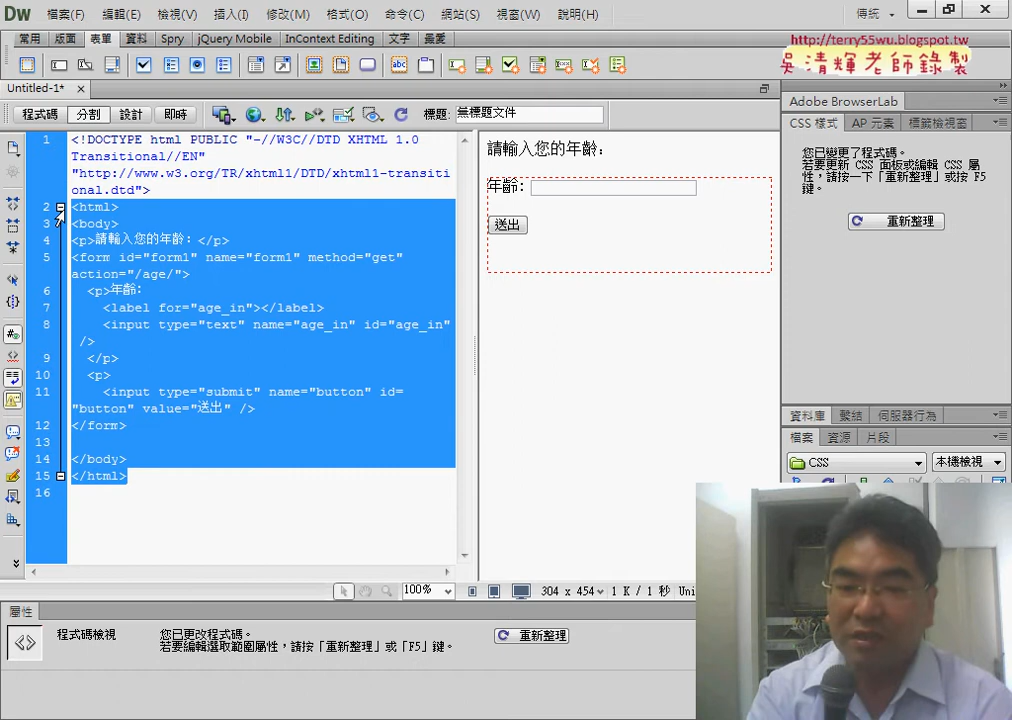 Dw 檔案(F) 編輯(E) 檢視(V) 插入(I) 修改(M) 格式(O) 命令(C) 網站(S) 視窗(W) 說明(H) 傳統
常用 版面 表單 資料 Spry jQuery Mobile InContext Editing 文字 最愛
http://terry55wu.blogspot.tw
吳清輝老師錄製
Untitled-1*
程式碼 分割 設計 即時 標題: 無標題文件
1 <!DOCTYPE html PUBLIC "-//W3C//DTD XHTML 1.0
Transitional//EN"
"http://www.w3.org/TR/xhtml1/DTD/xhtml1-transiti
onal.dtd">
2 <html>
3 <body>
4 <p>請輸入您的年齡: </p>
5 <form id="form1" name="form1" method="get"
action="/age/">
6 <p>年齡:
7 <label for="age_in"></label>
8 <input type="text" name="age_in" id="age_in"
/>
9 </p>
10 <p>
11 <input type="submit" name="button" id=
"button" value="送出" />
12 </form>
13
14 </body>
15 </html>
16
請輸入您的年齡:
年齡:
送出
Adobe BrowserLab
CSS 樣式 AP 元素 標籤檢視窗
您已變更了程式碼。
若要更新 CSS 面板或編輯 CSS 屬
性，請按一下「重新整理」或按 F5
鍵。
重新整理
資料庫 繫結 伺服器行為
檔案 資源 片段
CSS 本機檢視
100% 304 x 454 1 K / 1 秒 Uni
屬性
程式碼檢視 您已更改程式碼。
若要編輯選取範圍屬性，請按「重新整理」或「F5」鍵。
重新整理